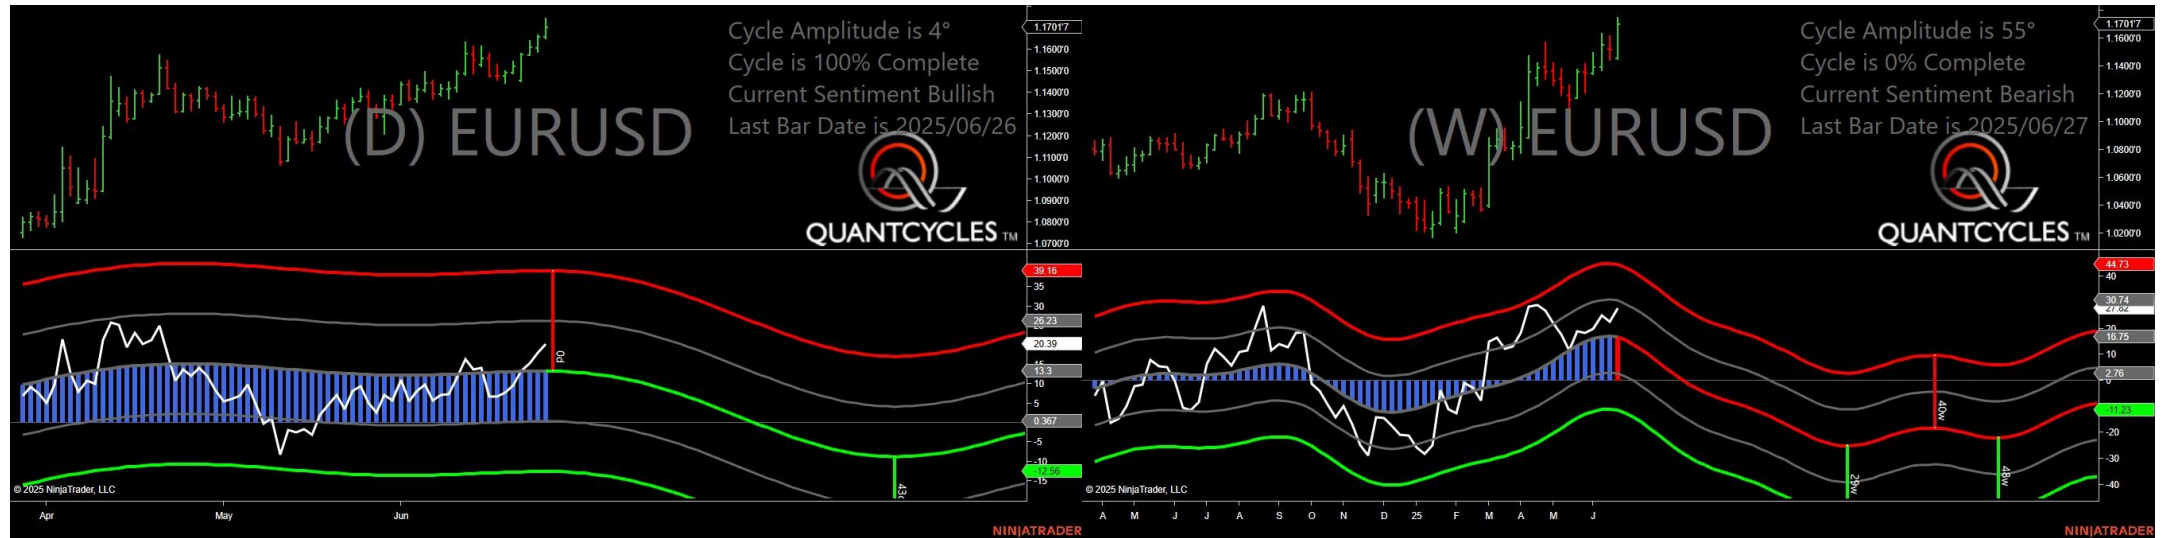 Cycle Amplitude is 4°
Cycle is 100% Complete
Current Sentiment Bullish
Last Bar Date is 2025/06/26
(D) EURUSD
QUANTCYCLES TM
1.1701'7
1.1600'0
1.1500'0
1.1400'0
1.1300'0
1.1200'0
1.1100'0
1.1000'0
1.0900'0
1.0800'0
1.0700'0
39.16
35
30
26.23
20.39
15
13.3
10
5
0.367
-5
-10
-12.56
-15
0d
© 2025 NinjaTrader, LLC
Apr May Jun
NINJATRADER
Cycle Amplitude is 55°
Cycle is 0% Complete
Current Sentiment Bearish
Last Bar Date is 2025/06/27
(W) EURUSD
QUANTCYCLES TM
1.1701'7
1.1600'0
1.1400'0
1.1200'0
1.1000'0
1.0800'0
1.0600'0
1.0400'0
1.0200'0
44.73
40
30.74
20
16.75
10
2.76
-11.23
-20
-30
-40
29w
40w
48w
© 2025 NinjaTrader, LLC
A M J J A S O N D 25 F M A M J
NINJATRADER